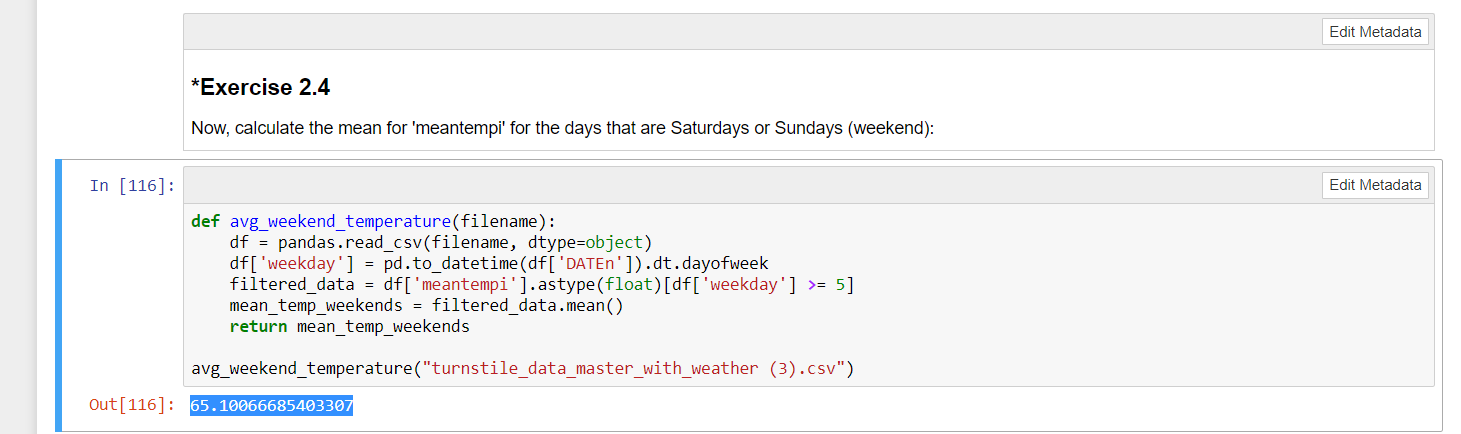 Edit Metadata
*Exercise 2.4
Now, calculate the mean for 'meantempi' for the days that are Saturdays or Sundays (weekend):
In [116]:
Edit Metadata
def avg_weekend_temperature(filename):
    df = pandas.read_csv(filename, dtype=object)
    df['weekday'] = pd.to_datetime(df['DATEn']).dt.dayofweek
    filtered_data = df['meantempi'].astype(float)[df['weekday'] >= 5]
    mean_temp_weekends = filtered_data.mean()
    return mean_temp_weekends
avg_weekend_temperature("turnstile_data_master_with_weather (3).csv")
Out[116]: 65.10066685403307